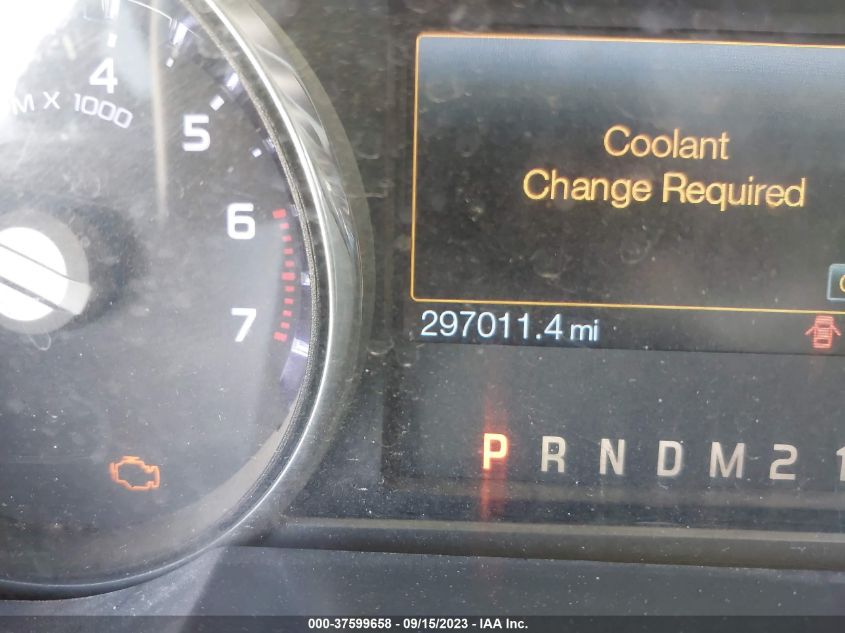 4
M X 1000
5
6
7
Coolant
Change Required
297011.4 mi
P R N D M 2 1
000-37599658 - 09/15/2023 - IAA Inc.